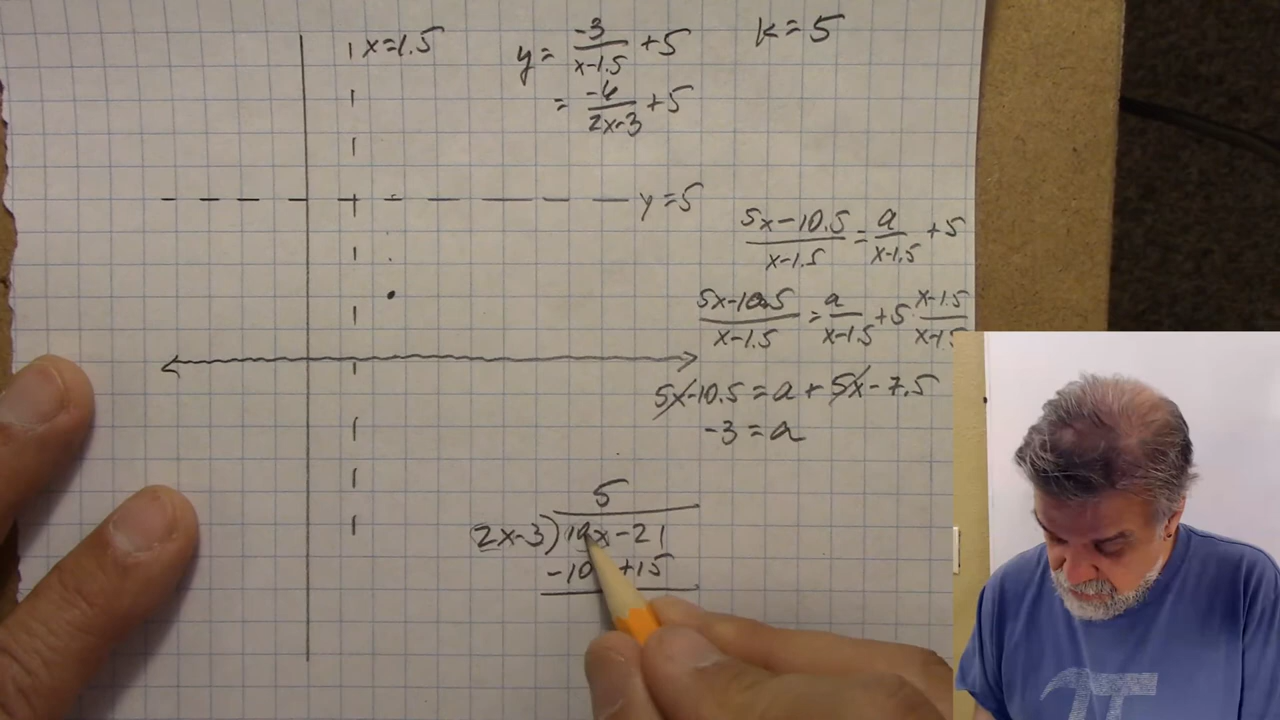 x=1.5
y = -3/(x-1.5) + 5
= -6/(2x-3) + 5
k=5
y=5
(5x-10.5)/(x-1.5) = a/(x-1.5) + 5
(5x-10.5)/(x-1.5) = a/(x-1.5) + 5 · (x-1.5)/(x-1.5)
5x-10.5 = a + 5x-7.5
-3 = a
5
2x-3)10x-21
-10 +15
π